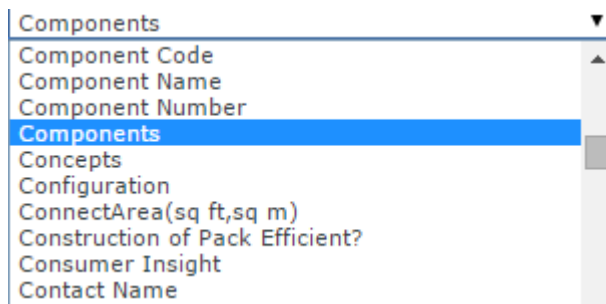 Components
Component Code
Component Name
Component Number
Components
Concepts
Configuration
ConnectArea(sq ft,sq m)
Construction of Pack Efficient?
Consumer Insight
Contact Name